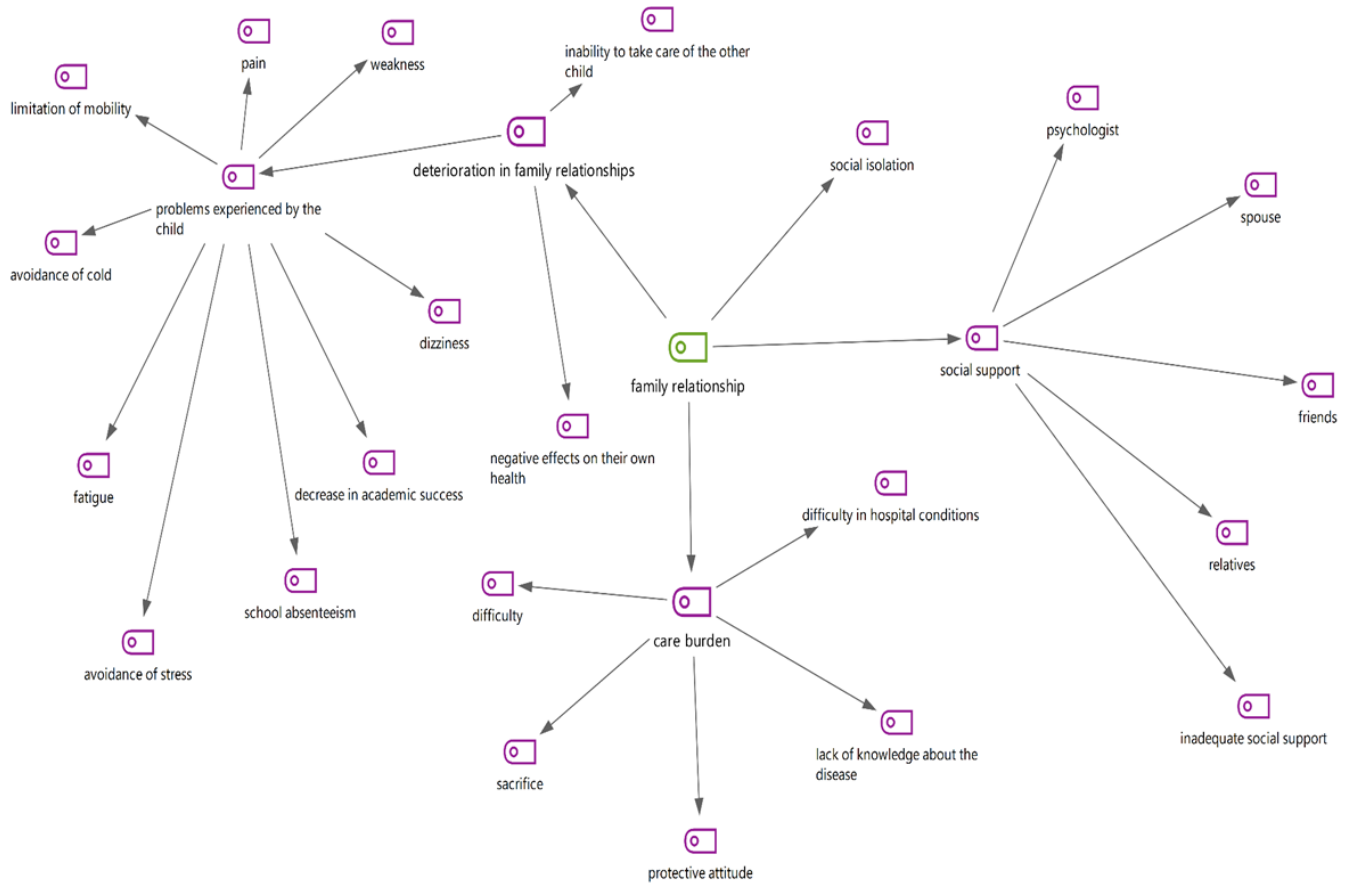 pain
weakness
inability to take care of the other
child
limitation of mobility
psychologist
social isolation
deterioration in family relationships
spouse
problems experienced by the
child
avoidance of cold
dizziness
social support
family relationship
friends
negative effects on their own
health
fatigue
decrease in academic success
difficulty in hospital conditions
relatives
school absenteeism
difficulty
care burden
avoidance of stress
inadequate social support
lack of knowledge about the
disease
sacrifice
protective attitude